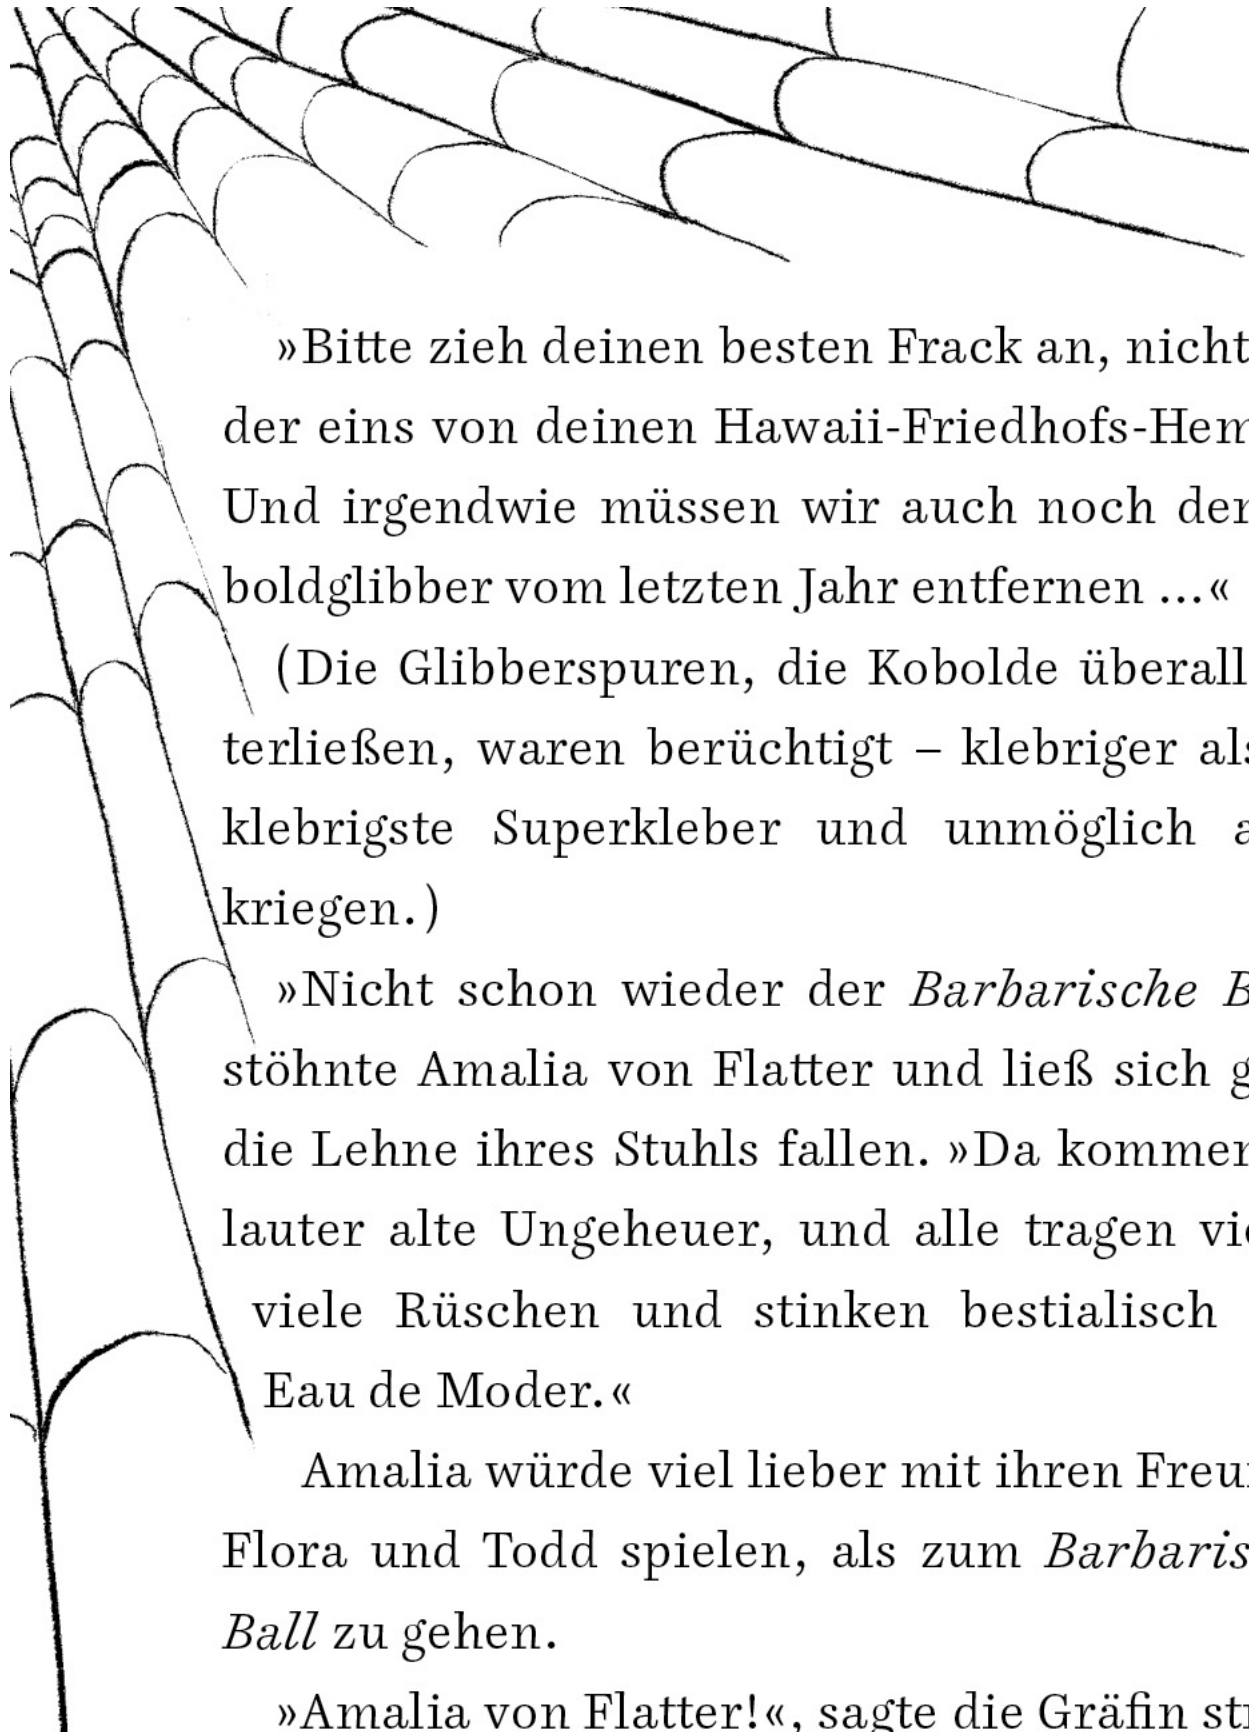 »Bitte zieh deinen besten Frack an, nicht
der eins von deinen Hawaii-Friedhofs-Hem
Und irgendwie müssen wir auch noch der
boldglibber vom letzten Jahr entfernen ...«
(Die Glibberspuren, die Kobolde überall
terließen, waren berüchtigt – klebriger als
klebrigste Superkleber und unmöglich a
kriegen.)
»Nicht schon wieder der Barbarische B
stöhnte Amalia von Flatter und ließ sich g
die Lehne ihres Stuhls fallen. »Da kommen
lauter alte Ungeheuer, und alle tragen vie
viele Rüschen und stinken bestialisch
Eau de Moder.«
Amalia würde viel lieber mit ihren Freun
Flora und Todd spielen, als zum Barbaris
Ball zu gehen.
»Amalia von Flatter!«, sagte die Gräfin str